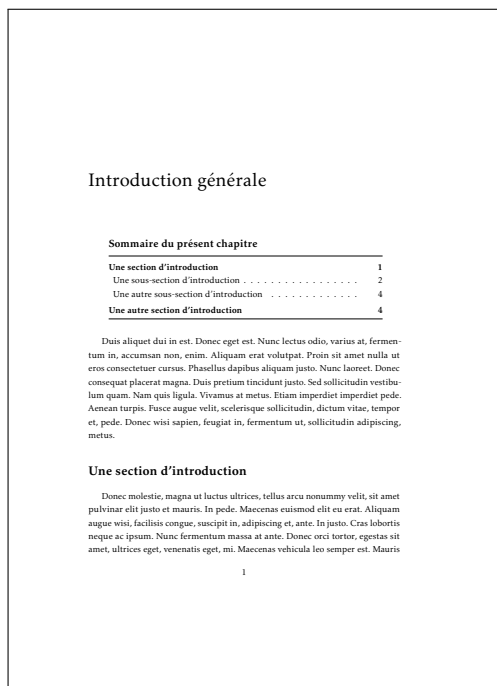 Introduction générale
Sommaire du présent chapitre
Une section d’introduction 1
Une sous-section d’introduction . . . . . . . . . . . . . . . . . 2
Une autre sous-section d’introduction . . . . . . . . . . . . . 4
Une autre section d’introduction 4
Duis aliquet dui in est. Donec eget est. Nunc lectus odio, varius at, fermen-
tum in, accumsan non, enim. Aliquam erat volutpat. Proin sit amet nulla ut
eros consectetuer cursus. Phasellus dapibus aliquam justo. Nunc laoreet. Donec
consequat placerat magna. Duis pretium tincidunt justo. Sed sollicitudin vestibu-
lum quam. Nam quis ligula. Vivamus at metus. Etiam imperdiet imperdiet pede.
Aenean turpis. Fusce augue velit, scelerisque sollicitudin, dictum vitae, tempor
et, pede. Donec wisi sapien, feugiat in, fermentum ut, sollicitudin adipiscing,
metus.
Une section d’introduction
Donec molestie, magna ut luctus ultrices, tellus arcu nonummy velit, sit amet
pulvinar elit justo et mauris. In pede. Maecenas euismod elit eu erat. Aliquam
augue wisi, facilisis congue, suscipit in, adipiscing et, ante. In justo. Cras lobortis
neque ac ipsum. Nunc fermentum massa at ante. Donec orci tortor, egestas sit
amet, ultrices eget, venenatis eget, mi. Maecenas vehicula leo semper est. Mauris
1